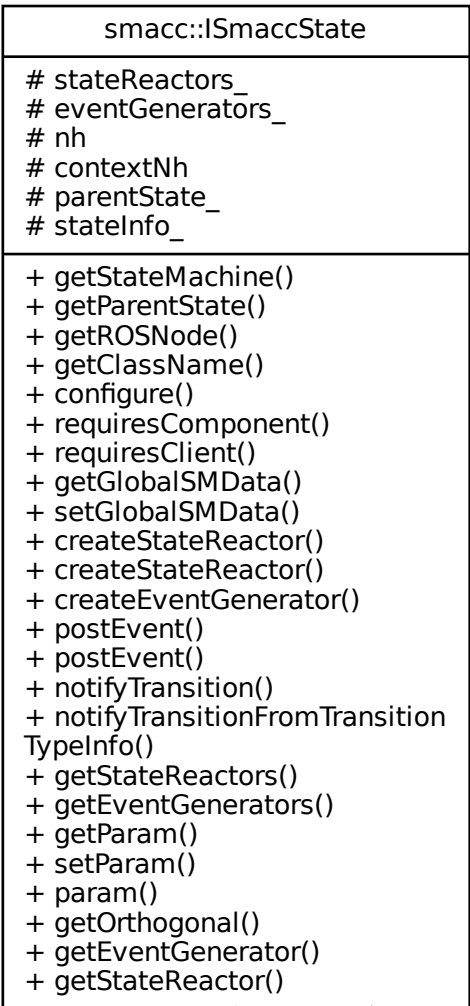 smacc::ISmaccState
# stateReactors_
# eventGenerators_
# nh
# contextNh
# parentState_
# stateInfo_
+ getStateMachine()
+ getParentState()
+ getROSNode()
+ getClassName()
+ configure()
+ requiresComponent()
+ requiresClient()
+ getGlobalSMData()
+ setGlobalSMData()
+ createStateReactor()
+ createStateReactor()
+ createEventGenerator()
+ postEvent()
+ postEvent()
+ notifyTransition()
+ notifyTransitionFromTransition
TypeInfo()
+ getStateReactors()
+ getEventGenerators()
+ getParam()
+ setParam()
+ param()
+ getOrthogonal()
+ getEventGenerator()
+ getStateReactor()